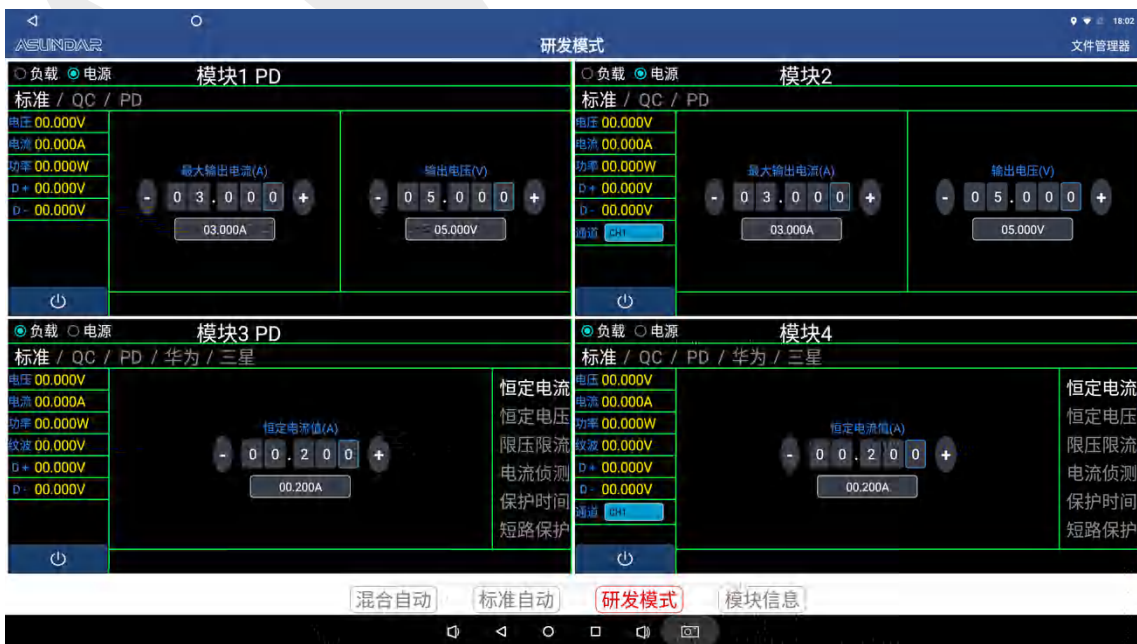 18:02
ASUNDAR 研发模式 文件管理器
负载 电源 模块1 PD
标准 / QC / PD
电压 00.000V
电流 00.000A
功率 00.000W
D+ 00.000V
D- 00.000V
最大输出电流(A)
- 0 3 . 0 0 0 +
03.000A
输出电压(V)
- 0 5 . 0 0 0 +
05.000V
负载 电源 模块2
标准 / QC / PD
电压 00.000V
电流 00.000A
功率 00.000W
D+ 00.000V
D- 00.000V
通道 CH1
最大输出电流(A)
- 0 3 . 0 0 0 +
03.000A
输出电压(V)
- 0 5 . 0 0 0 +
05.000V
负载 电源 模块3 PD
标准 / QC / PD / 华为 / 三星
电压 00.000V
电流 00.000A
功率 00.000W
纹波 00.000V
D+ 00.000V
D- 00.000V
恒定电流值(A)
- 0 0 . 2 0 0 +
00.200A
恒定电流
恒定电压
限压限流
电流侦测
保护时间
短路保护
负载 电源 模块4
标准 / QC / PD / 华为 / 三星
电压 00.000V
电流 00.000A
功率 00.000W
纹波 00.000V
D+ 00.000V
D- 00.000V
通道 CH1
恒定电流值(A)
- 0 0 . 2 0 0 +
00.200A
恒定电流
恒定电压
限压限流
电流侦测
保护时间
短路保护
混合自动 标准自动 研发模式 模块信息